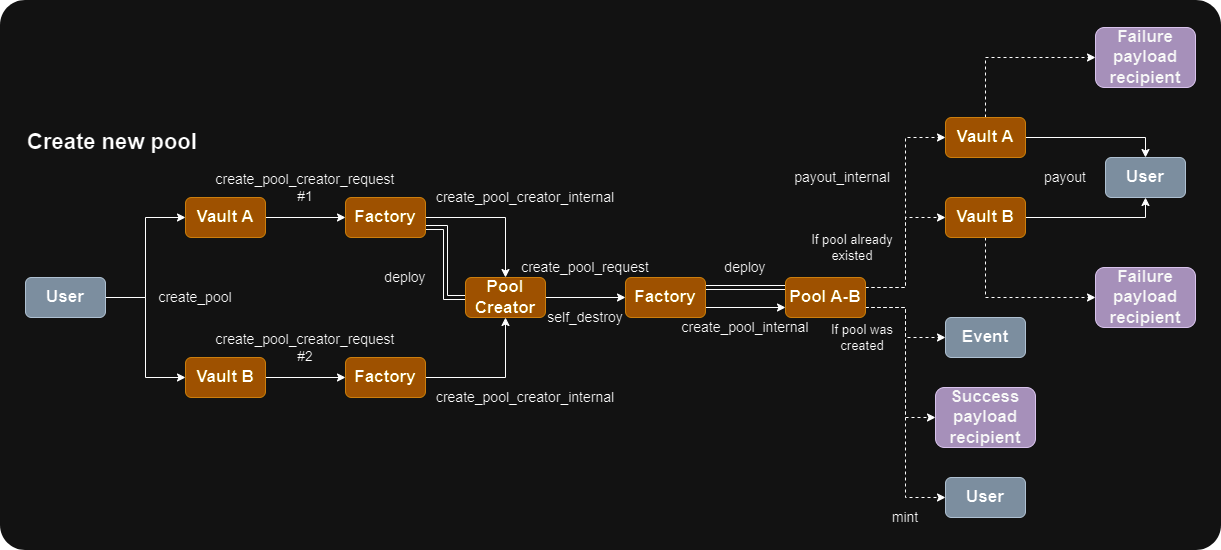 Create new pool
User
create_pool
create_pool_creator_request
#1
Vault A
Factory
create_pool_creator_internal
deploy
create_pool_creator_request
#2
Vault B
Factory
create_pool_creator_internal
Pool
Creator
create_pool_request
self_destroy
Factory
deploy
create_pool_internal
Pool A-B
If pool already
existed
payout_internal
Vault A
Failure
payload
recipient
payout
User
Vault B
Failure
payload
recipient
If pool was
created
Event
Success
payload
recipient
User
mint